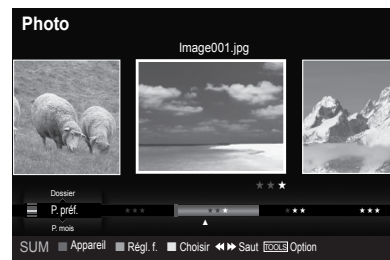 Photo
Image001.jpg
Dossier
P. préf.
P. mois
SUM Appareil Régl. f. Choisir Saut TOOLS Option